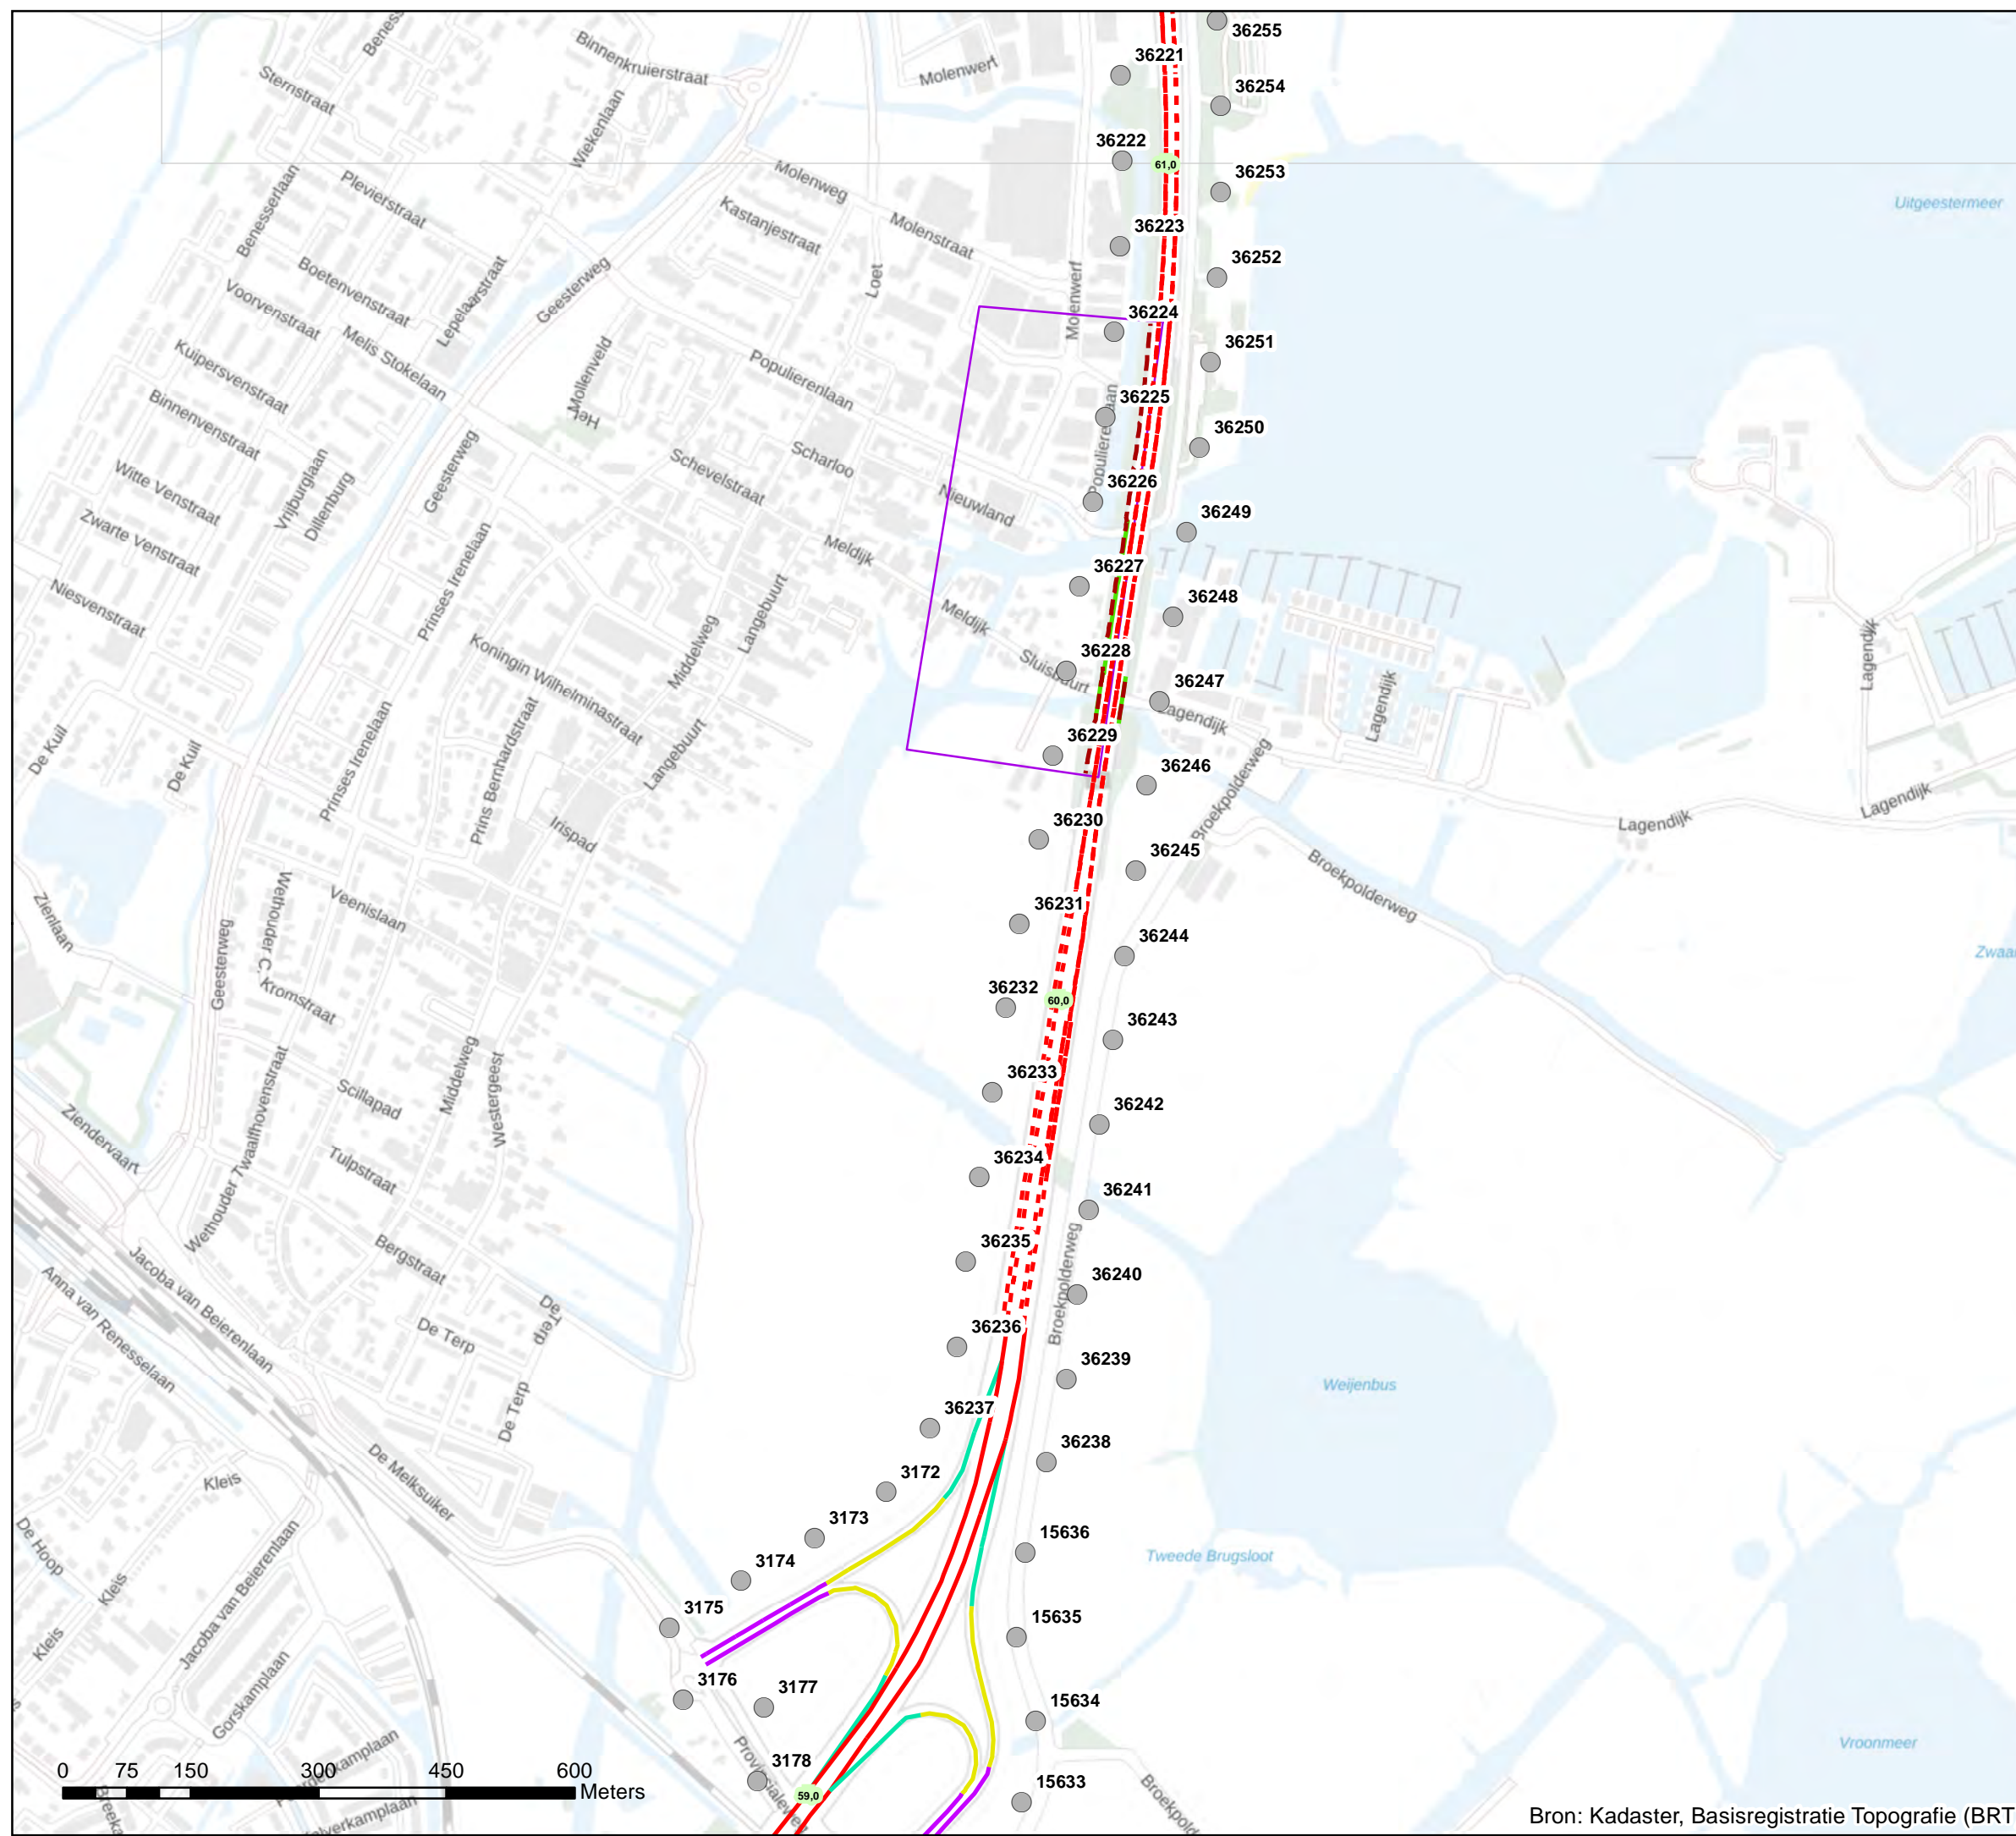 36255
36221
36254
36222
61,0
36253
36223
36252
36224
36251
36225
36250
36226
36249
36227
36248
36228
36247
36229
36246
36230
36245
36231
36244
36232
60,0
36243
36233
36242
36234
36241
36235
36240
36236
36239
36237
36238
3172
3173
15636
3174
3175
15635
3176
3177
15634
3178
59,0
15633
Sternstraat
Binnenkruierstraat
Molenwerf
Wiekenlaan
Benesserlaan
Plevierstraat
Molenweg
Kastanjestraat
Molenstraat
Uitgeestermeer
Loet
Molenwerf
Boetenvenstraat
Voorvenstraat
Lepelaarstraat
Geesterweg
Melis Stokelaan
Kuipersvenstraat
Binnenvenstraat
Het
Mollenveld
Populierenlaan
Scharloo
Schevelstraat
Nieuwland
Witte Venstraat
Vrijburglaan
Dillenburg
Geesterweg
Zwarte Venstraat
Meldijk
Niesvenstraat
Prinses Irenelaan
Langebuurt
Meldijk
Middelweg
Koningin Wilhelminastraat
Sluisbuurt
Lagendijk
Lagendijk
Lagendijk
Lagendijk
Lagendijk
De Kuil
De Kuil
Prinses Irenelaan
Prins Bernhardstraat
Langebuurt
Irispad
Broekpolderweg
Broekpolderweg
Zienlaan
Veenislaan
Wethouder C.
Geesterweg
Kromstraat
Middelweg
Westergeest
Scillapad
Ziendervaart
Wethouder Twaalfhovenstraat
Tulpstraat
Bergstraat
De Terp
De Terp
De Terp
Jacoba van Beierenlaan
Anna van Renesselaan
Broekpolderweg
Weijenbus
De Melksuiker
Kleis
De Hoop
Kleis
Kleis
Jacoba van Beierenlaan
Gorskamplaan
Tweede Brugsloot
Vroonmeer
0 75 150 300 450 600
Meters
Bron: Kadaster, Basisregistratie Topografie (BRT